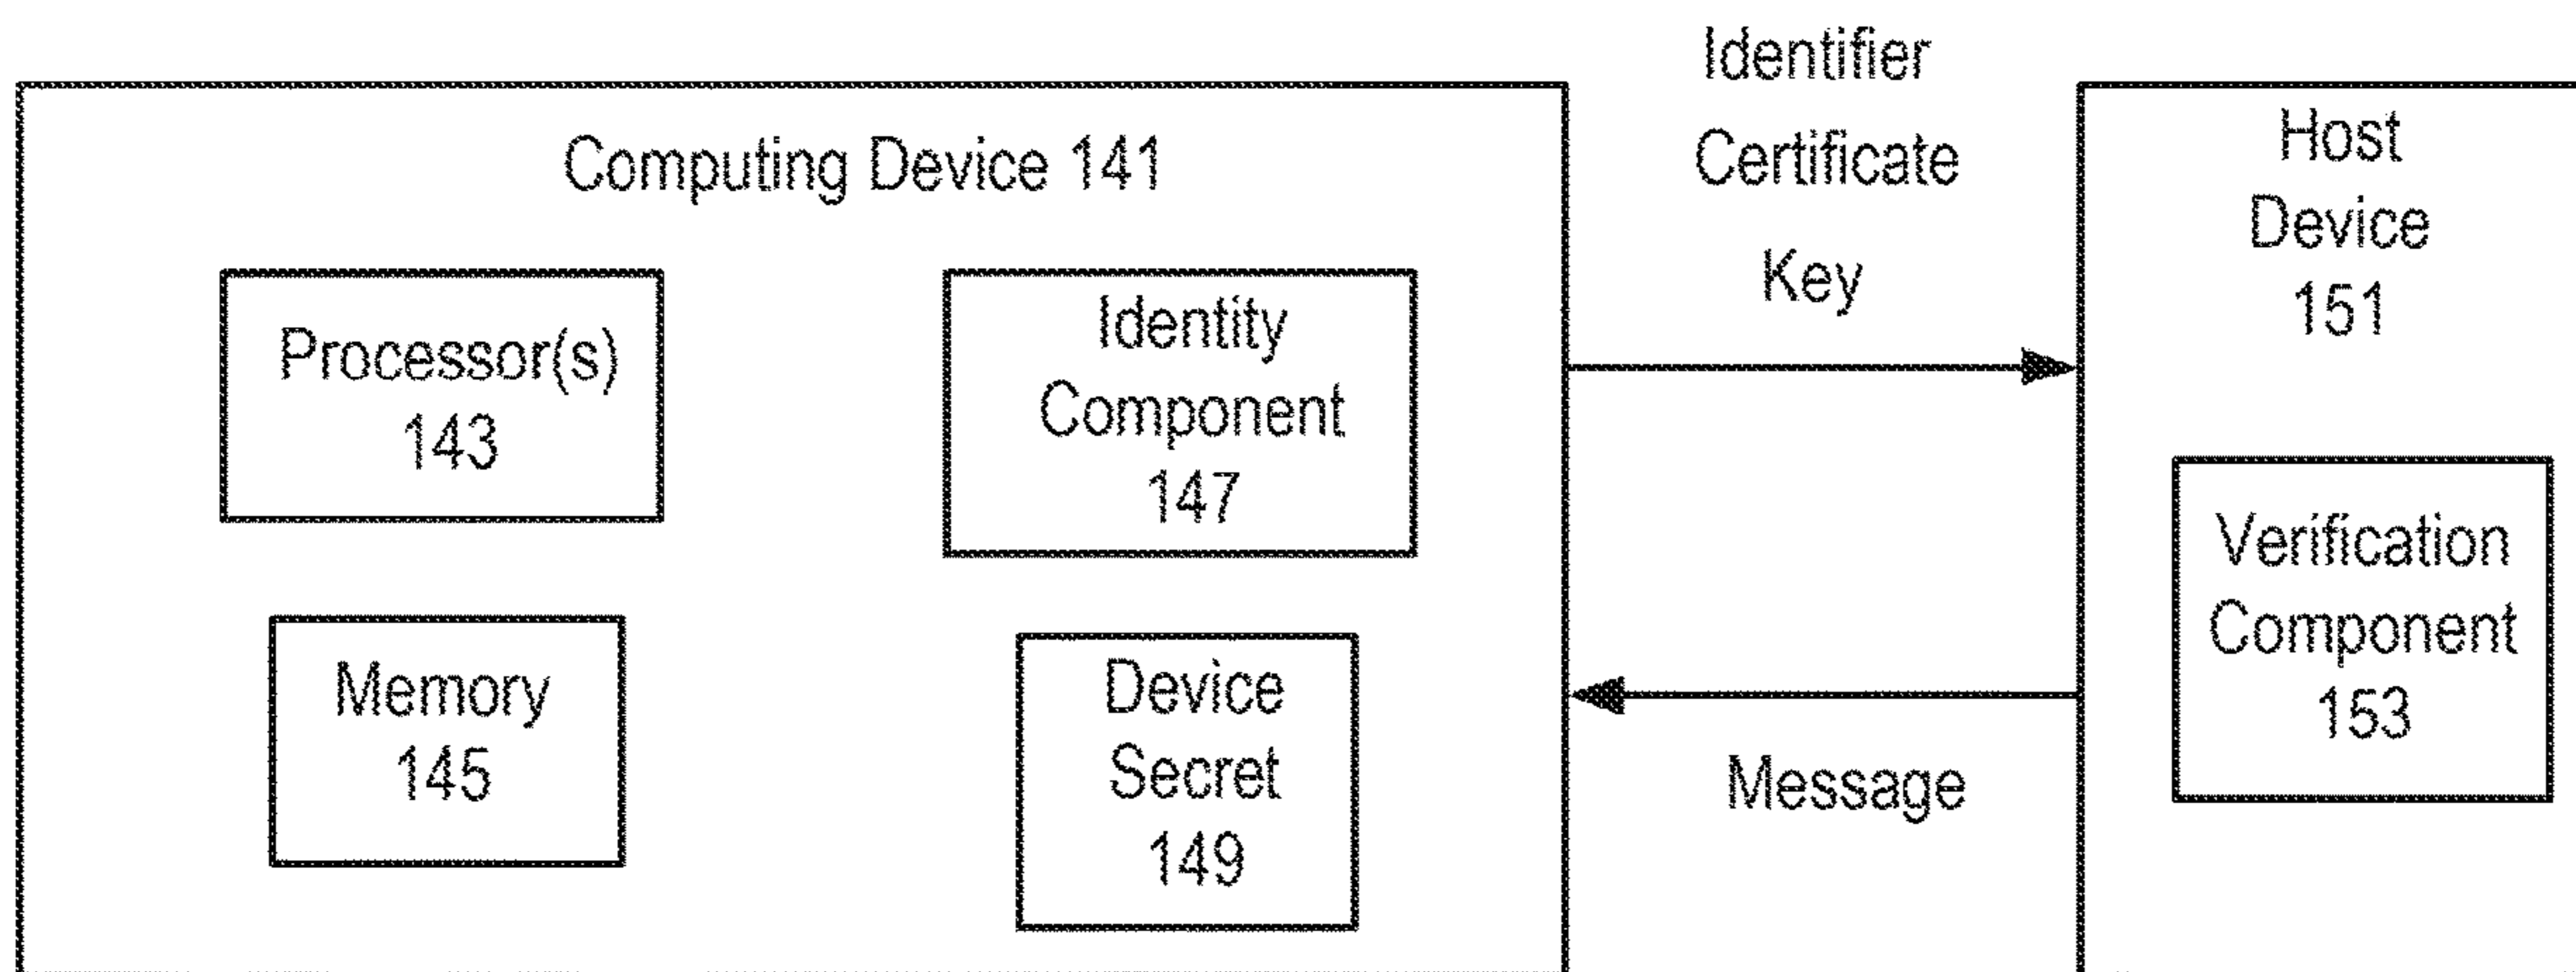 Computing Device 141
Processor(s)
143
Identity
Component
147
Memory
145
Device
Secret
149
Identifier
Certificate
Key
Message
Host
Device
151
Verification
Component
153